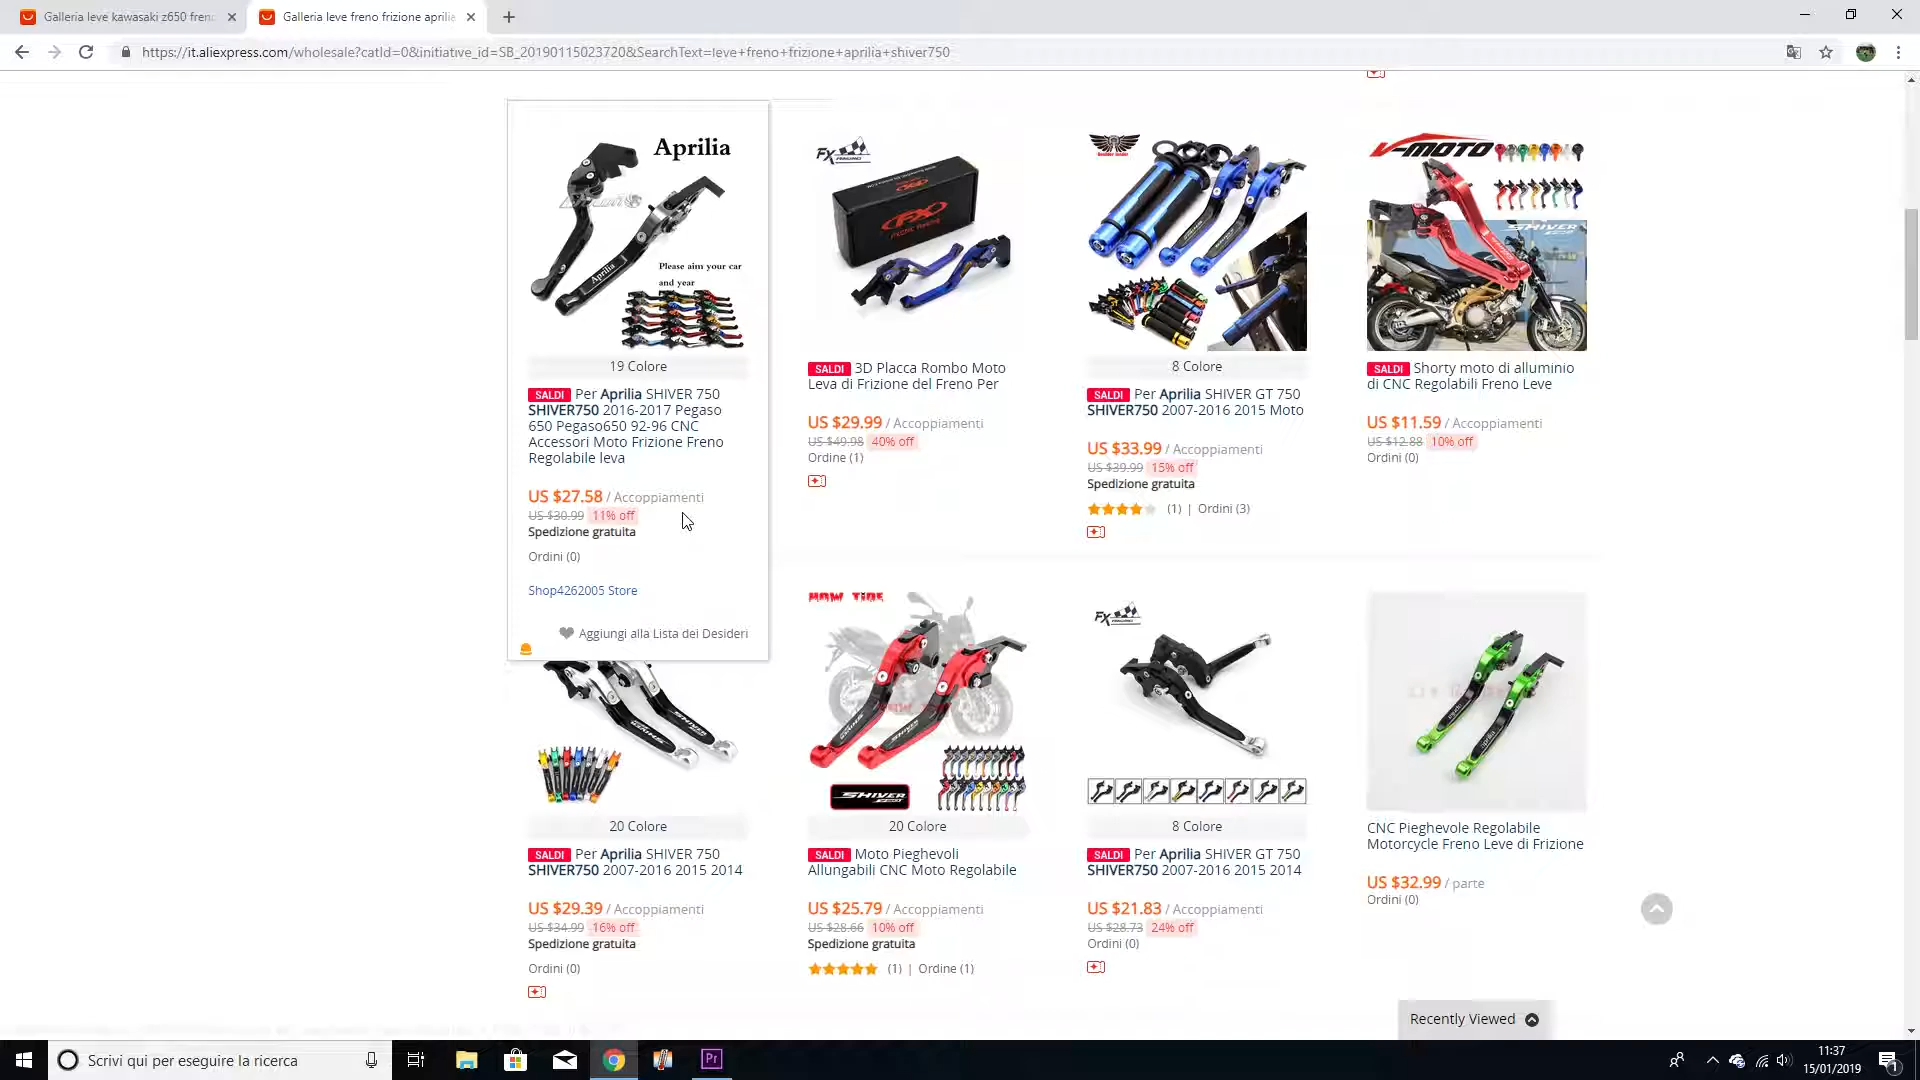 Galleria leve kawasaki z650 freno
Galleria leve freno frizione aprilia
https://it.aliexpress.com/wholesale?catId=0&initiative_id=SB_20190115023720&SearchText=leve+freno+frizione+aprilia+shiver750
Aprilia
Please aim your car
and year
Aprilia
19 Colore
SALDI Per Aprilia SHIVER 750
SHIVER750 2016-2017 Pegaso
650 Pegaso650 92-96 CNC
Accessori Moto Frizione Freno
Regolabile leva
US $27.58 / Accoppiamenti
US $30.99 11% off
Spedizione gratuita
Ordini (0)
Shop4262005 Store
Aggiungi alla Lista dei Desideri
FX RACING
FX
SALDI 3D Placca Rombo Moto
Leva di Frizione del Freno Per
US $29.99 / Accoppiamenti
US $49.98 40% off
Ordine (1)
8 Colore
SALDI Per Aprilia SHIVER GT 750
SHIVER750 2007-2016 2015 Moto
US $33.99 / Accoppiamenti
US $39.99 15% off
Spedizione gratuita
(1) | Ordini (3)
V-MOTO
SHIVER
SALDI Shorty moto di alluminio
di CNC Regolabili Freno Leve
US $11.59 / Accoppiamenti
US $12.88 10% off
Ordini (0)
SHIVER
20 Colore
SALDI Per Aprilia SHIVER 750
SHIVER750 2007-2016 2015 2014
US $29.39 / Accoppiamenti
US $34.99 16% off
Spedizione gratuita
Ordini (0)
SHIVER
20 Colore
SALDI Moto Pieghevoli
Allungabili CNC Moto Regolabile
US $25.79 / Accoppiamenti
US $28.66 10% off
Spedizione gratuita
(1) | Ordine (1)
FX RACING
8 Colore
SALDI Per Aprilia SHIVER GT 750
SHIVER750 2007-2016 2015 2014
US $21.83 / Accoppiamenti
US $28.73 24% off
Ordini (0)
CNC Pieghevole Regolabile
Motorcycle Freno Leve di Frizione
US $32.99 / parte
Ordini (0)
Recently Viewed
Scrivi qui per eseguire la ricerca
Pr
11:37
15/01/2019
1